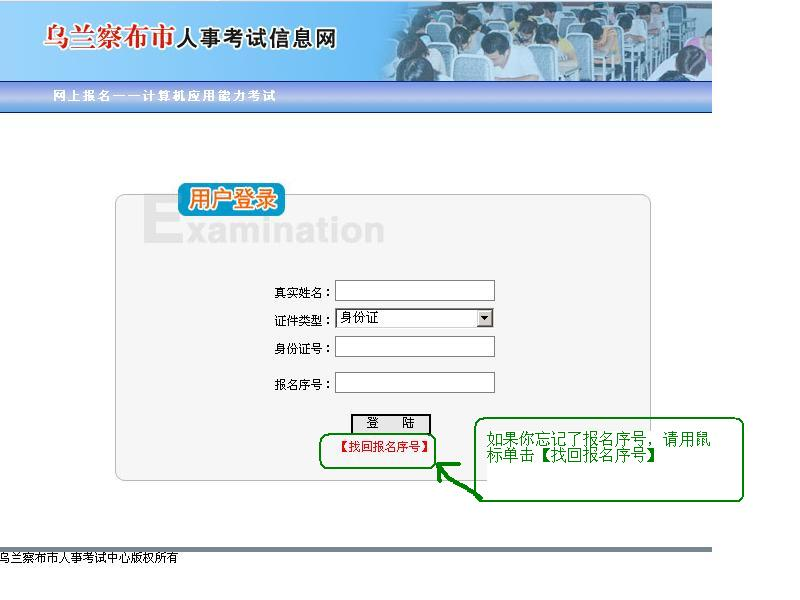 乌兰察布市人事考试信息网
网上报名——计算机应用能力考试
用户登录
Examination
真实姓名：
证件类型： 身份证
身份证号：
报名序号：
登 陆
【找回报名序号】
如果你忘记了报名序号，请用鼠
标单击【找回报名序号】
乌兰察布市人事考试中心版权所有